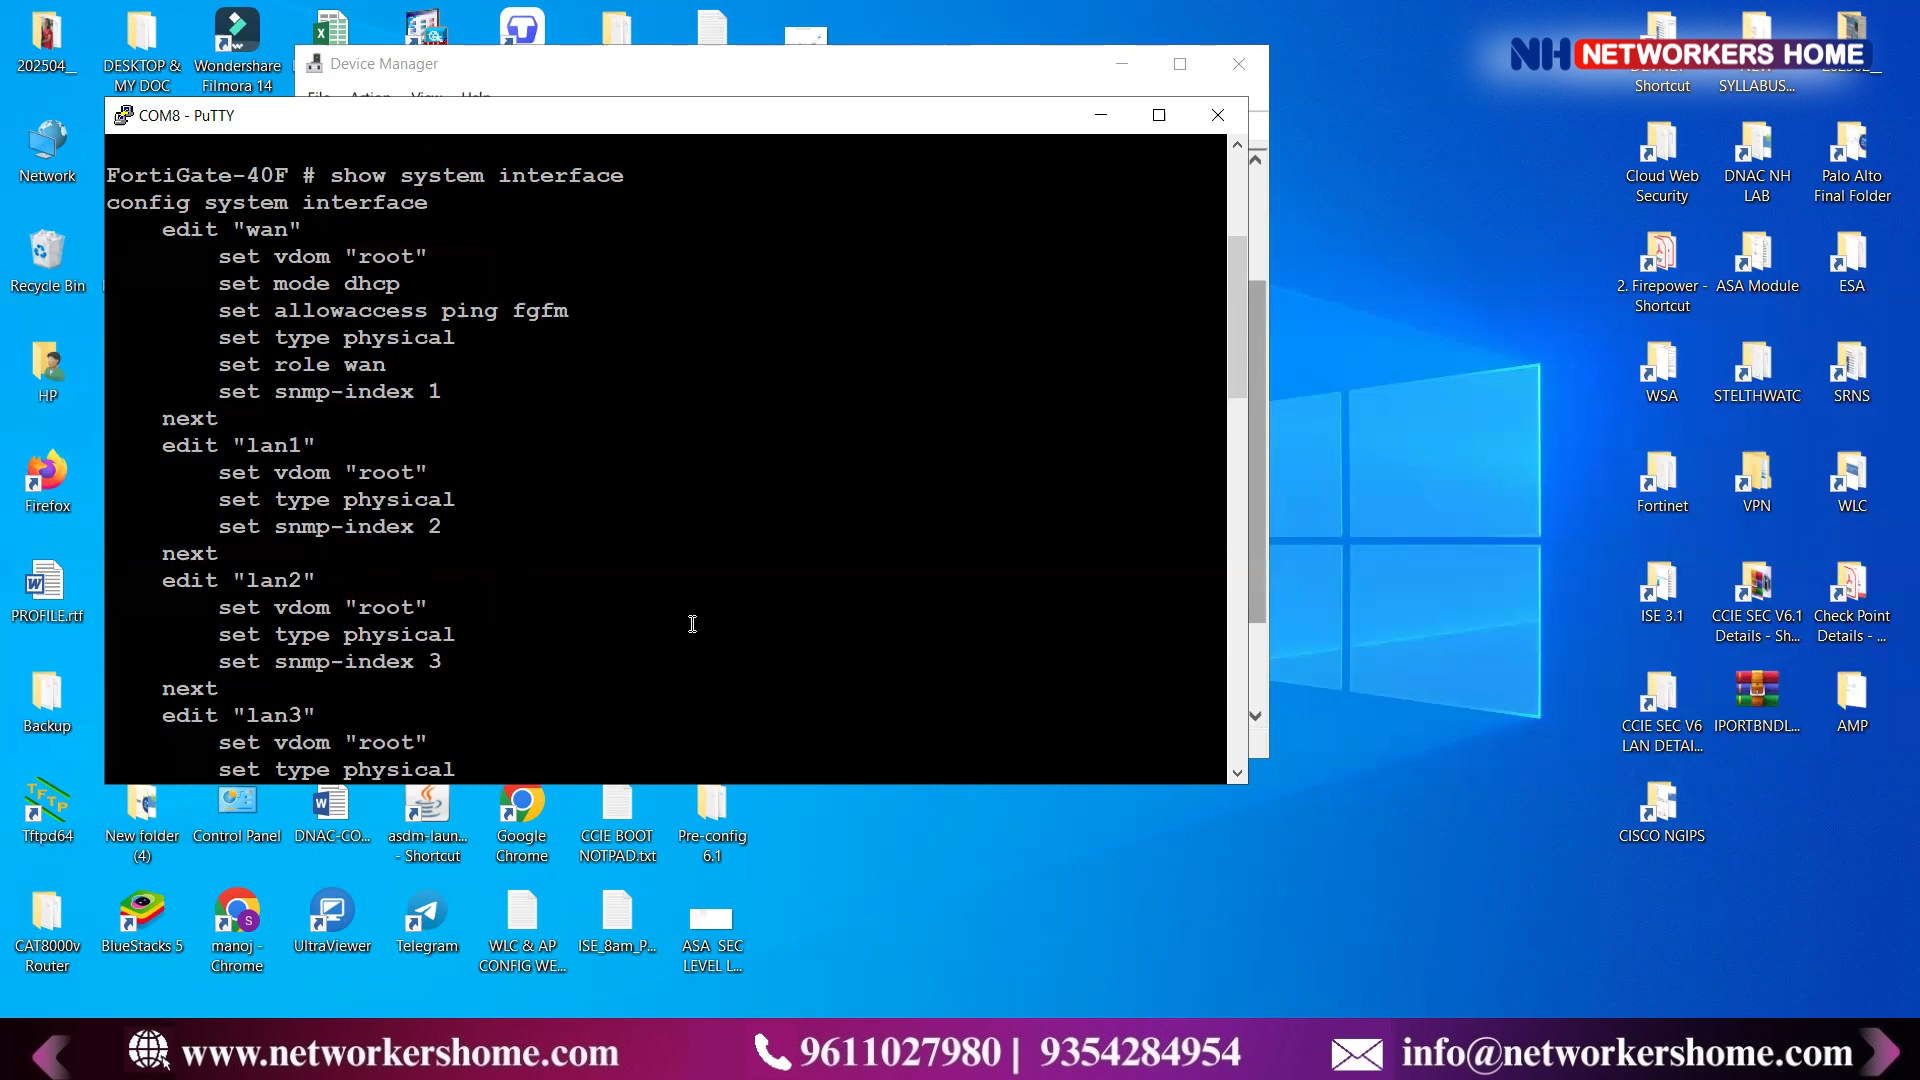 202504__
DESKTOP &
MY DOC
Wondershare
Filmora 14
Device Manager
NH NETWORKERS HOME
Shortcut
SYLLABUS...
COM8 - PuTTY
FortiGate-40F # show system interface
config system interface
edit "wan"
set vdom "root"
set mode dhcp
set allowaccess ping fgfm
set type physical
set role wan
set snmp-index 1
next
edit "lan1"
set vdom "root"
set type physical
set snmp-index 2
next
edit "lan2"
set vdom "root"
set type physical
set snmp-index 3
next
edit "lan3"
set vdom "root"
set type physical
Network
Recycle Bin
HP
Firefox
PROFILE.rtf
Backup
Cloud Web
Security
DNAC NH
LAB
Palo Alto
Final Folder
2. Firepower -
Shortcut
ASA Module
ESA
WSA
STELTHWATC
SRNS
Fortinet
VPN
WLC
ISE 3.1
CCIE SEC V6.1
Details - Sh...
Check Point
Details - ...
CCIE SEC V6
LAN DETAI...
IPORTBNDL...
AMP
CISCO NGIPS
Tftpd64
New folder
(4)
Control Panel
DNAC-CO...
asdm-laun...
- Shortcut
Google
Chrome
CCIE BOOT
NOTPAD.txt
Pre-config
6.1
CAT8000v
Router
BlueStacks 5
manoj -
Chrome
UltraViewer
Telegram
WLC & AP
CONFIG WE...
ISE_8am_P...
ASA SEC
LEVEL L...
www.networkershome.com
9611027980 | 9354284954
info@networkershome.com